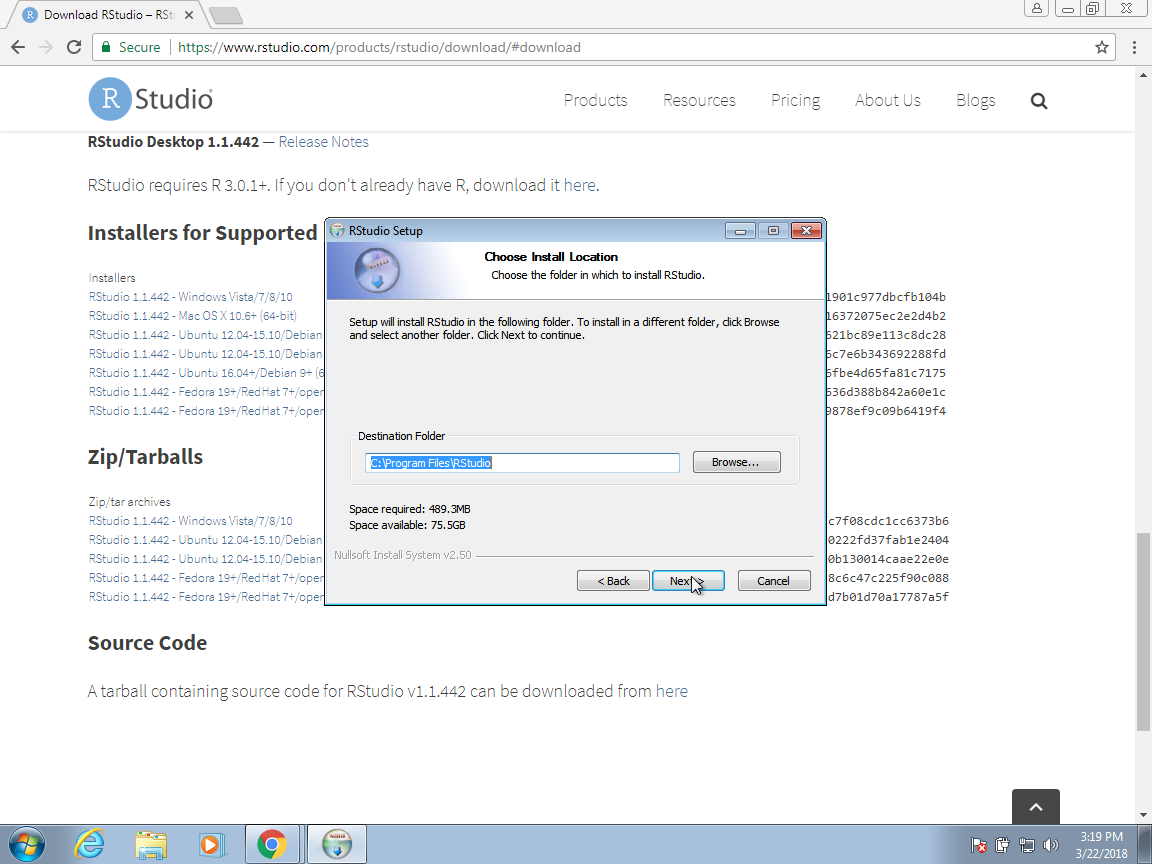 Download RStudio – RSt
Secure
https://www.rstudio.com/products/rstudio/download/#download
R Studio
Products
Resources
Pricing
About Us
Blogs
RStudio Desktop 1.1.442 — Release Notes
RStudio requires R 3.0.1+. If you don't already have R, download it here.
Installers for Supported
Installers
RStudio 1.1.442 - Windows Vista/7/8/10
1901c977dbcfb104b
RStudio 1.1.442 - Mac OS X 10.6+ (64-bit)
16372075ec2e2d4b2
RStudio 1.1.442 - Ubuntu 12.04-15.10/Debian
621bc89e113c8dc28
RStudio 1.1.442 - Ubuntu 12.04-15.10/Debian
6c7e6b343692288fd
RStudio 1.1.442 - Ubuntu 16.04+/Debian 9+ (6
6fbe4d65fa81c7175
RStudio 1.1.442 - Fedora 19+/RedHat 7+/open
636d388b842a60e1c
RStudio 1.1.442 - Fedora 19+/RedHat 7+/open
9878ef9c09b6419f4
RStudio Setup
Choose Install Location
Choose the folder in which to install RStudio.
Setup will install RStudio in the following folder. To install in a different folder, click Browse
and select another folder. Click Next to continue.
Destination Folder
C:\Program Files\RStudio
Browse...
Space required: 489.3MB
Space available: 75.5GB
Nullsoft Install System v2.50
< Back
Next >
Cancel
Zip/Tarballs
Zip/tar archives
RStudio 1.1.442 - Windows Vista/7/8/10
c7f08cdc1cc6373b6
RStudio 1.1.442 - Ubuntu 12.04-15.10/Debian
0222fd37fab1e2404
RStudio 1.1.442 - Ubuntu 12.04-15.10/Debian
0b130014caae22e0e
RStudio 1.1.442 - Fedora 19+/RedHat 7+/open
8c6c47c225f90c088
RStudio 1.1.442 - Fedora 19+/RedHat 7+/open
d7b01d70a17787a5f
Source Code
A tarball containing source code for RStudio v1.1.442 can be downloaded from here
3:19 PM
3/22/2018